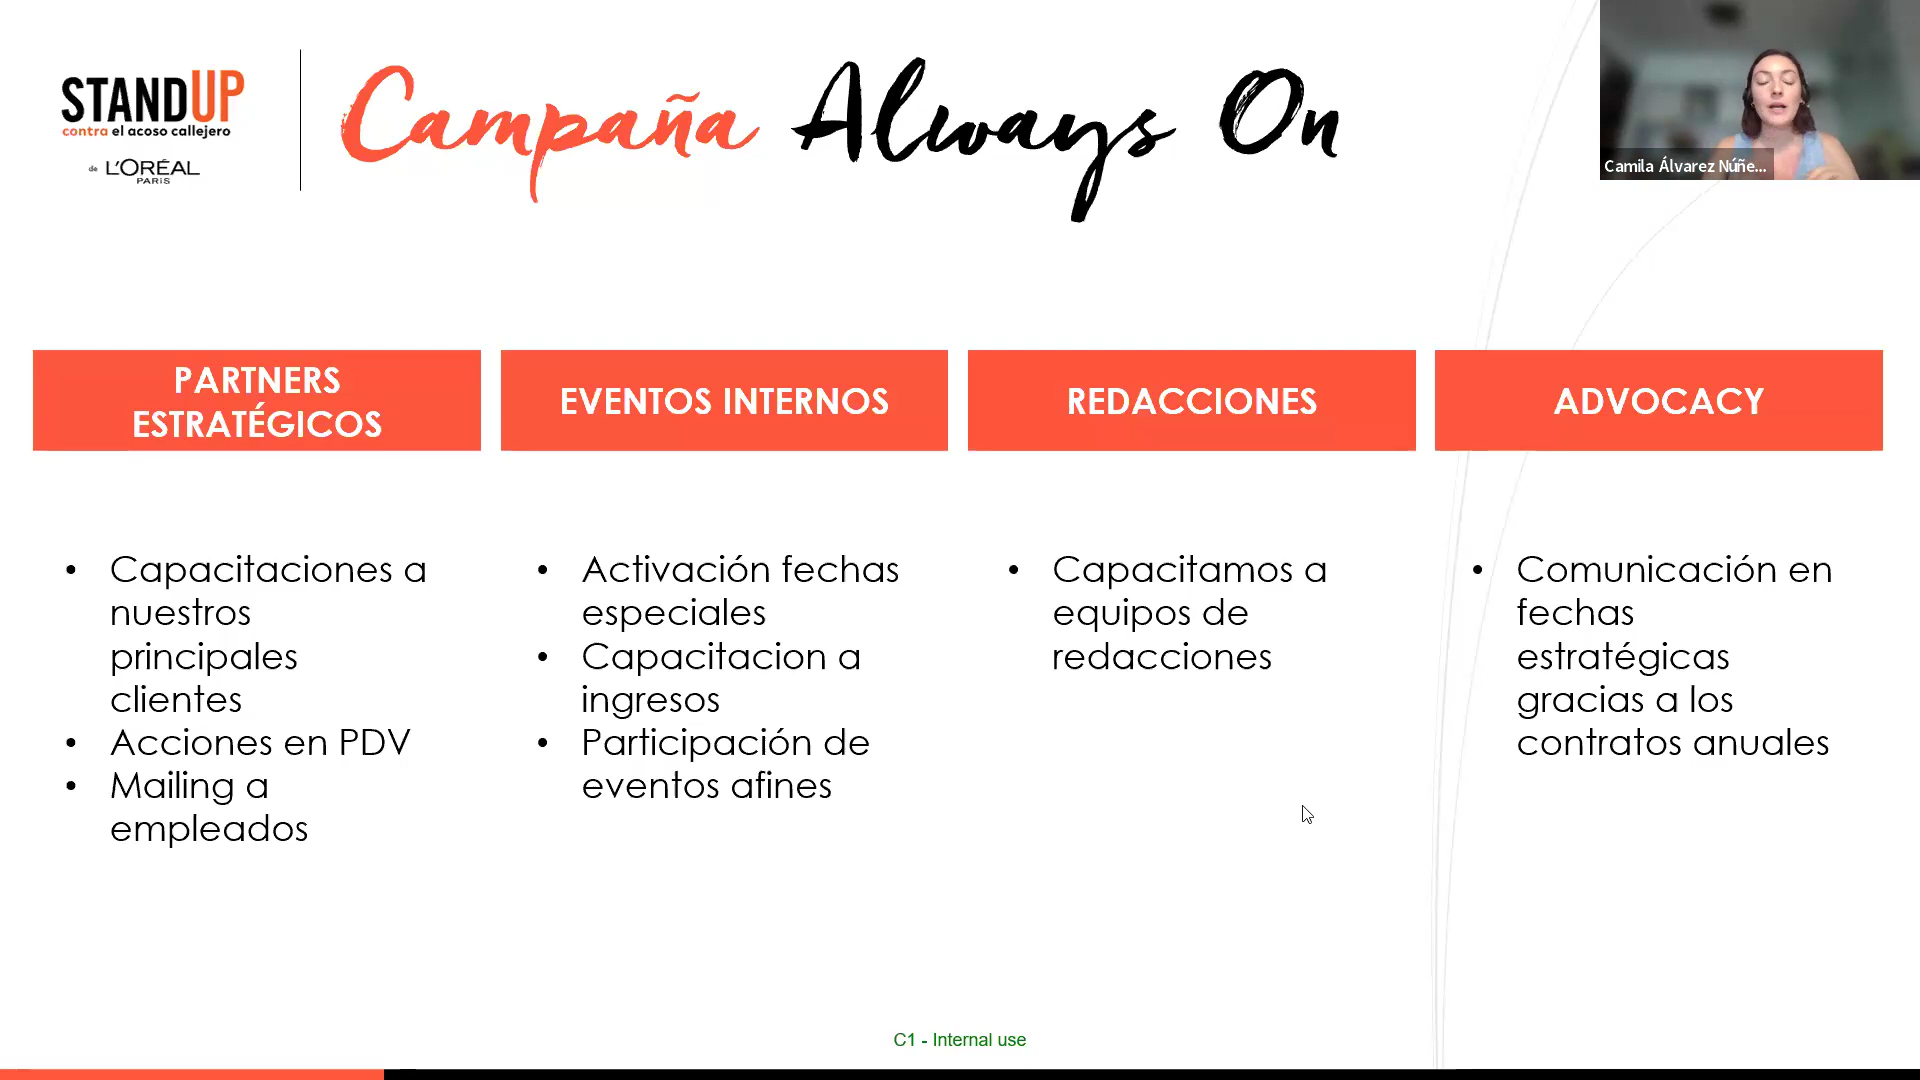 STANDUP
contra el acoso callejero
de L'ORÉAL
PARIS
Campaña Always On
Camila Álvarez Núñe...
PARTNERS
ESTRATÉGICOS
EVENTOS INTERNOS
REDACCIONES
ADVOCACY
• Capacitaciones a
nuestros
principales
clientes
• Acciones en PDV
• Mailing a
empleados
• Activación fechas
especiales
• Capacitacion a
ingresos
• Participación de
eventos afines
• Capacitamos a
equipos de
redacciones
• Comunicación en
fechas
estratégicas
gracias a los
contratos anuales
C1 - Internal use